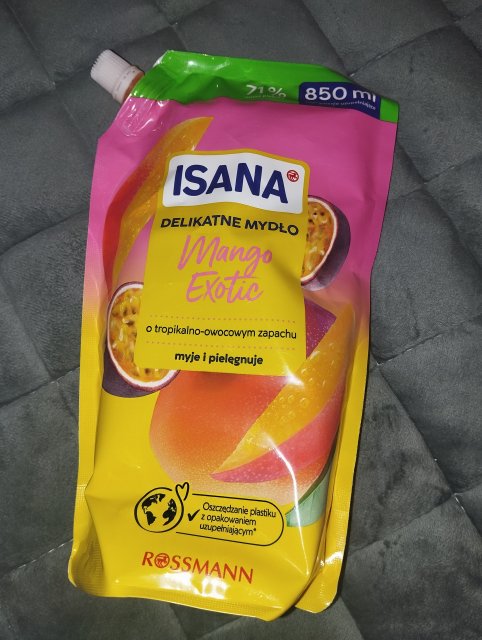 71%
850 ml
ISANA
DELIKATNE MYDŁO
Mango
Exotic
o tropikalno-owocowym zapachu
myje i pielęgnuje
Oszczędzanie plastiku
z opakowaniem
uzupełniającym*
ROSSMANN